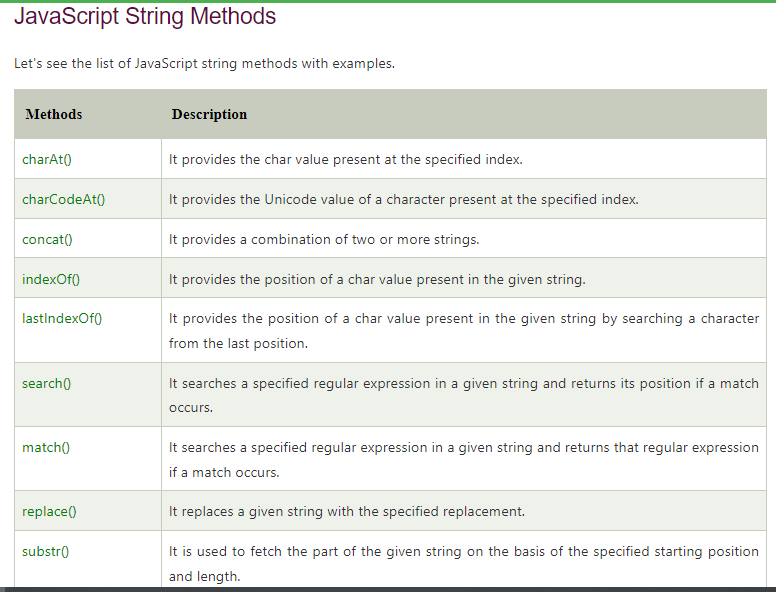 JavaScript String Methods
Let's see the list of JavaScript string methods with examples.
Methods Description
charAt() It provides the char value present at the specified index.
charCodeAt() It provides the Unicode value of a character present at the specified index.
concat() It provides a combination of two or more strings.
indexOf() It provides the position of a char value present in the given string.
lastIndexOf() It provides the position of a char value present in the given string by searching a character
from the last position.
search() It searches a specified regular expression in a given string and returns its position if a match
occurs.
match() It searches a specified regular expression in a given string and returns that regular expression
if a match occurs.
replace() It replaces a given string with the specified replacement.
substr() It is used to fetch the part of the given string on the basis of the specified starting position
and length.